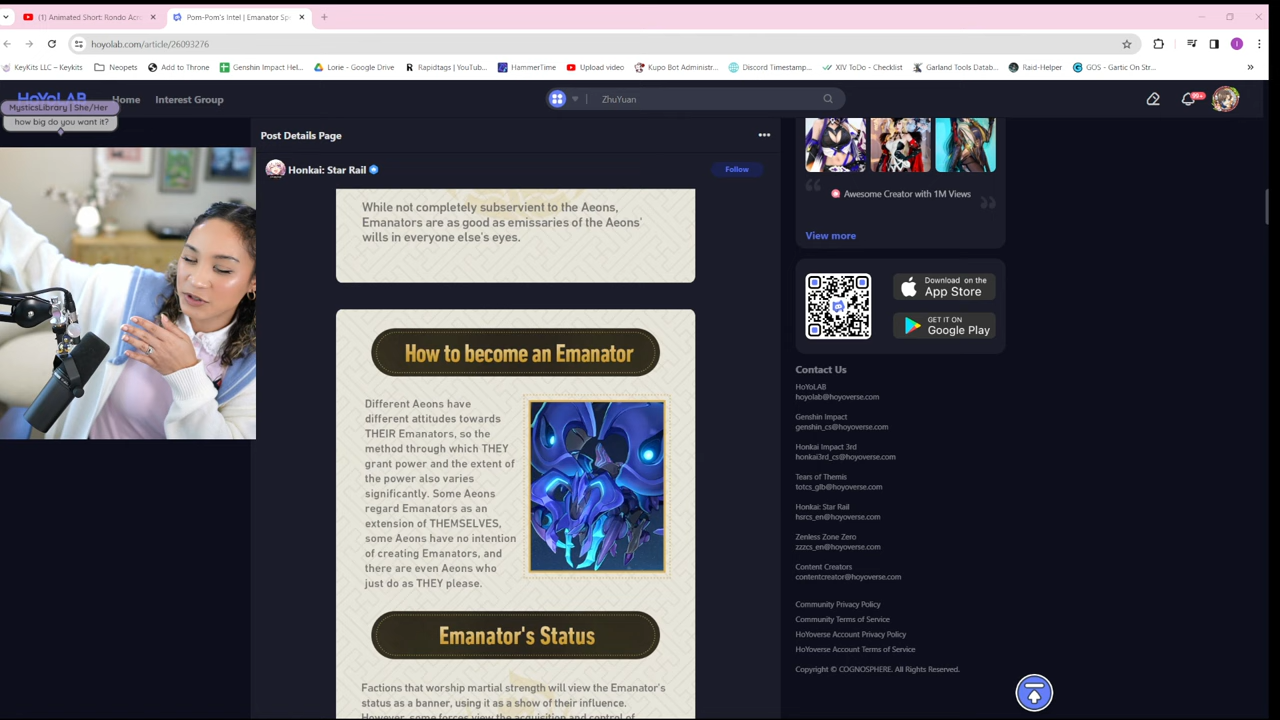 (1) Animated Short: Rondo Acro
Pom-Pom's Intel | Emanator Sp
hoyolab.com/article/26093276
KeyKits LLC – Keykits
Neopets
Add to Throne
Genshin Impact Hel...
Lorie - Google Drive
Rapidtags | YouTub...
HammerTime
Upload video
Kupo Bot Administr...
Discord Timestamp...
XIV ToDo - Checklist
Garland Tools Datab...
Raid-Helper
GOS - Gartic On Str...
HoYoLAB
Home
Interest Group
ZhuYuan
99+
MysticsLibrary | She/Her
how big do you want it?
Post Details Page
Honkai: Star Rail
Follow
While not completely subservient to the Aeons,
Emanators are as good as emissaries of the Aeons'
wills in everyone else's eyes.
How to become an Emanator
Different Aeons have
different attitudes towards
THEIR Emanators, so the
method through which THEY
grant power and the extent of
the power also varies
significantly. Some Aeons
regard Emanators as an
extension of THEMSELVES,
some Aeons have no intention
of creating Emanators, and
there are even Aeons who
just do as THEY please.
Emanator's Status
Factions that worship martial strength will view the Emanator's
status as a banner, using it as a show of their influence.
However, some forces view the acquisition and control of
Awesome Creator with 1M Views
View more
Download on the
App Store
GET IT ON
Google Play
Contact Us
HoYoLAB
hoyolab@hoyoverse.com
Genshin Impact
genshin_cs@hoyoverse.com
Honkai Impact 3rd
honkai3rd_cs@hoyoverse.com
Tears of Themis
totcs_glb@hoyoverse.com
Honkai: Star Rail
hsrcs_en@hoyoverse.com
Zenless Zone Zero
zzzcs_en@hoyoverse.com
Content Creators
contentcreator@hoyoverse.com
Community Privacy Policy
Community Terms of Service
HoYoverse Account Privacy Policy
HoYoverse Account Terms of Service
Copyright © COGNOSPHERE. All Rights Reserved.